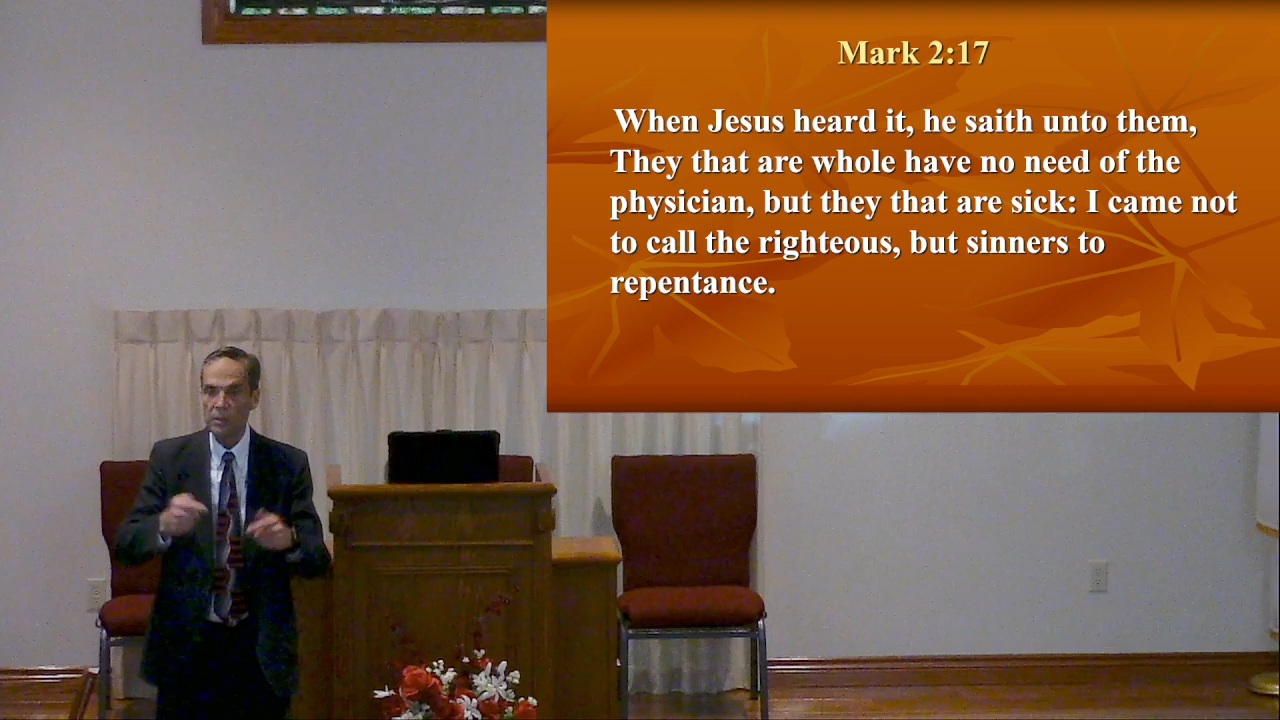 Mark 2:17
When Jesus heard it, he saith unto them,
They that are whole have no need of the
physician, but they that are sick: I came not
to call the righteous, but sinners to
repentance.